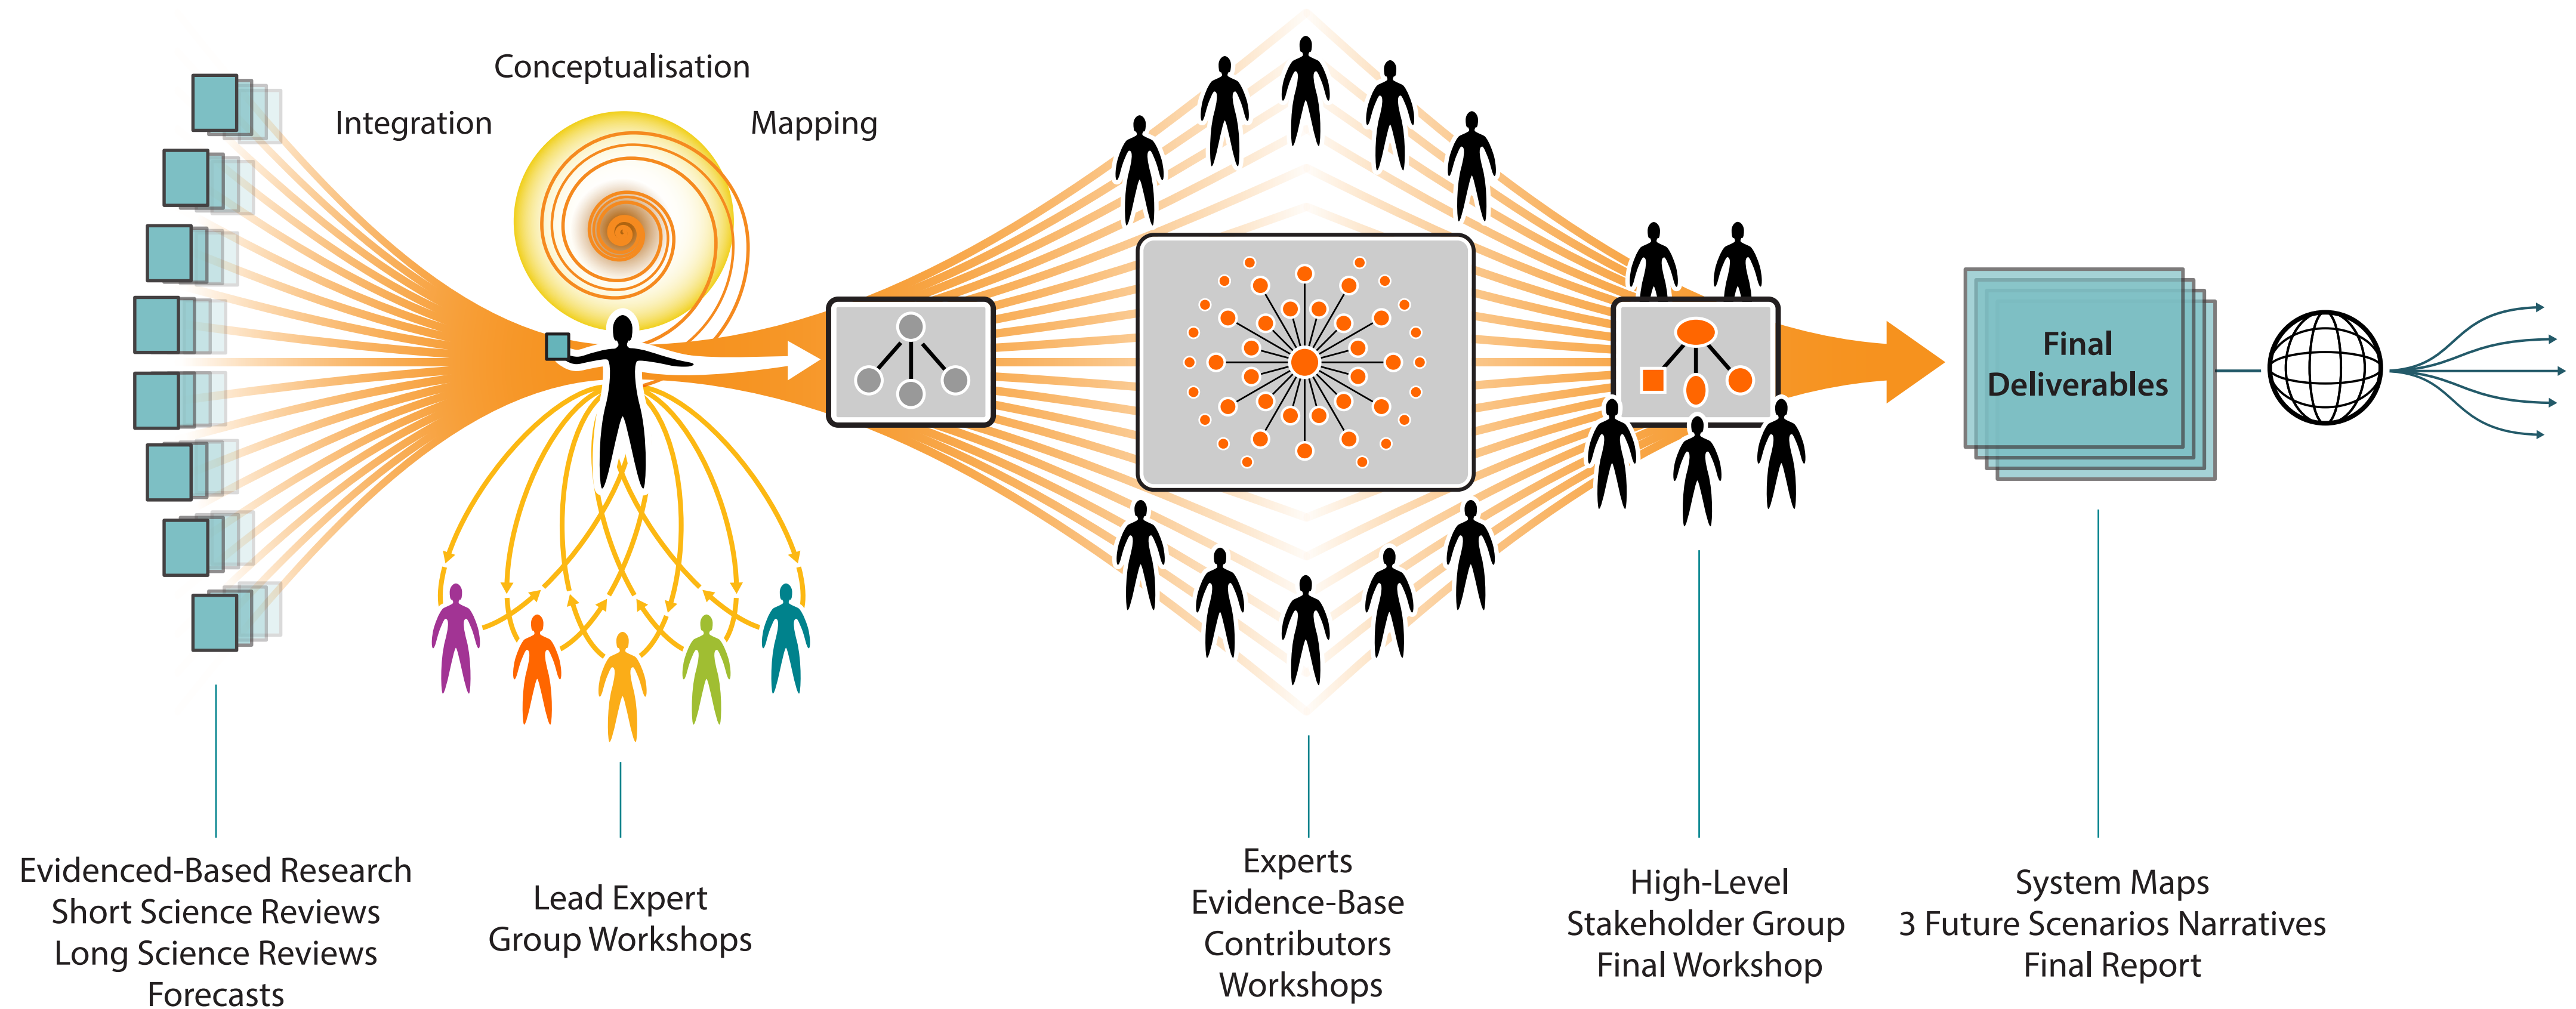 Conceptualisation
Integration
Mapping
Final
Deliverables
Evidenced-Based Research
Short Science Reviews
Long Science Reviews
Forecasts
Lead Expert
Group Workshops
Experts
Evidence-Base
Contributors
Workshops
High-Level
Stakeholder Group
Final Workshop
System Maps
3 Future Scenarios Narratives
Final Report